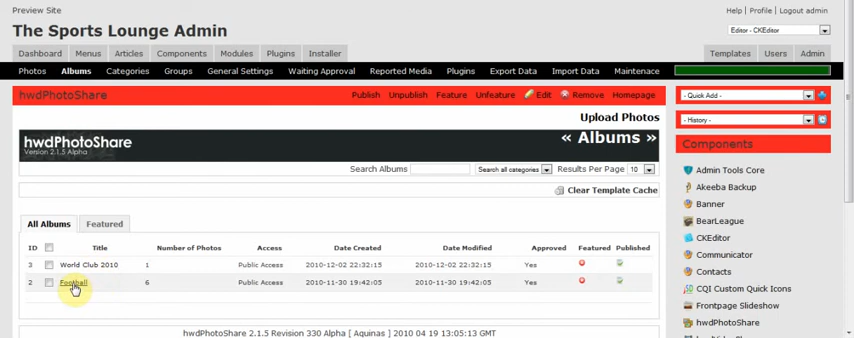 Preview Site
Help | Profile | Logout admin
The Sports Lounge Admin
Editor - CKEditor
Dashboard Menus Articles Components Modules Plugins Installer
Templates Users Admin
Photos Albums Categories Groups General Settings Waiting Approval Reported Media Plugins Export Data Import Data Maintenace
hwdPhotoShare
Publish Unpublish Feature Unfeature Edit Remove Homepage
- Quick Add -
Upload Photos
- History -
hwdPhotoShare
Version 2.1.5 Alpha
« Albums »
Components
Search Albums Search all categories Results Per Page 10
Admin Tools Core
Clear Template Cache
Akeeba Backup
Banner
All Albums Featured
BearLeague
CKEditor
ID Title Number of Photos Access Date Created Date Modified Approved Featured Published
Communicator
3 World Club 2010 1 Public Access 2010-12-02 22:32:15 2010-12-02 22:32:15 Yes
Contacts
2 Football 6 Public Access 2010-11-30 19:42:05 2010-11-30 19:42:05 Yes
CQI Custom Quick Icons
Frontpage Slideshow
hwdPhotoShare
hwdPhotoShare 2.1.5 Revision 330 Alpha [ Aquinas ] 2010 04 19 13:05:13 GMT